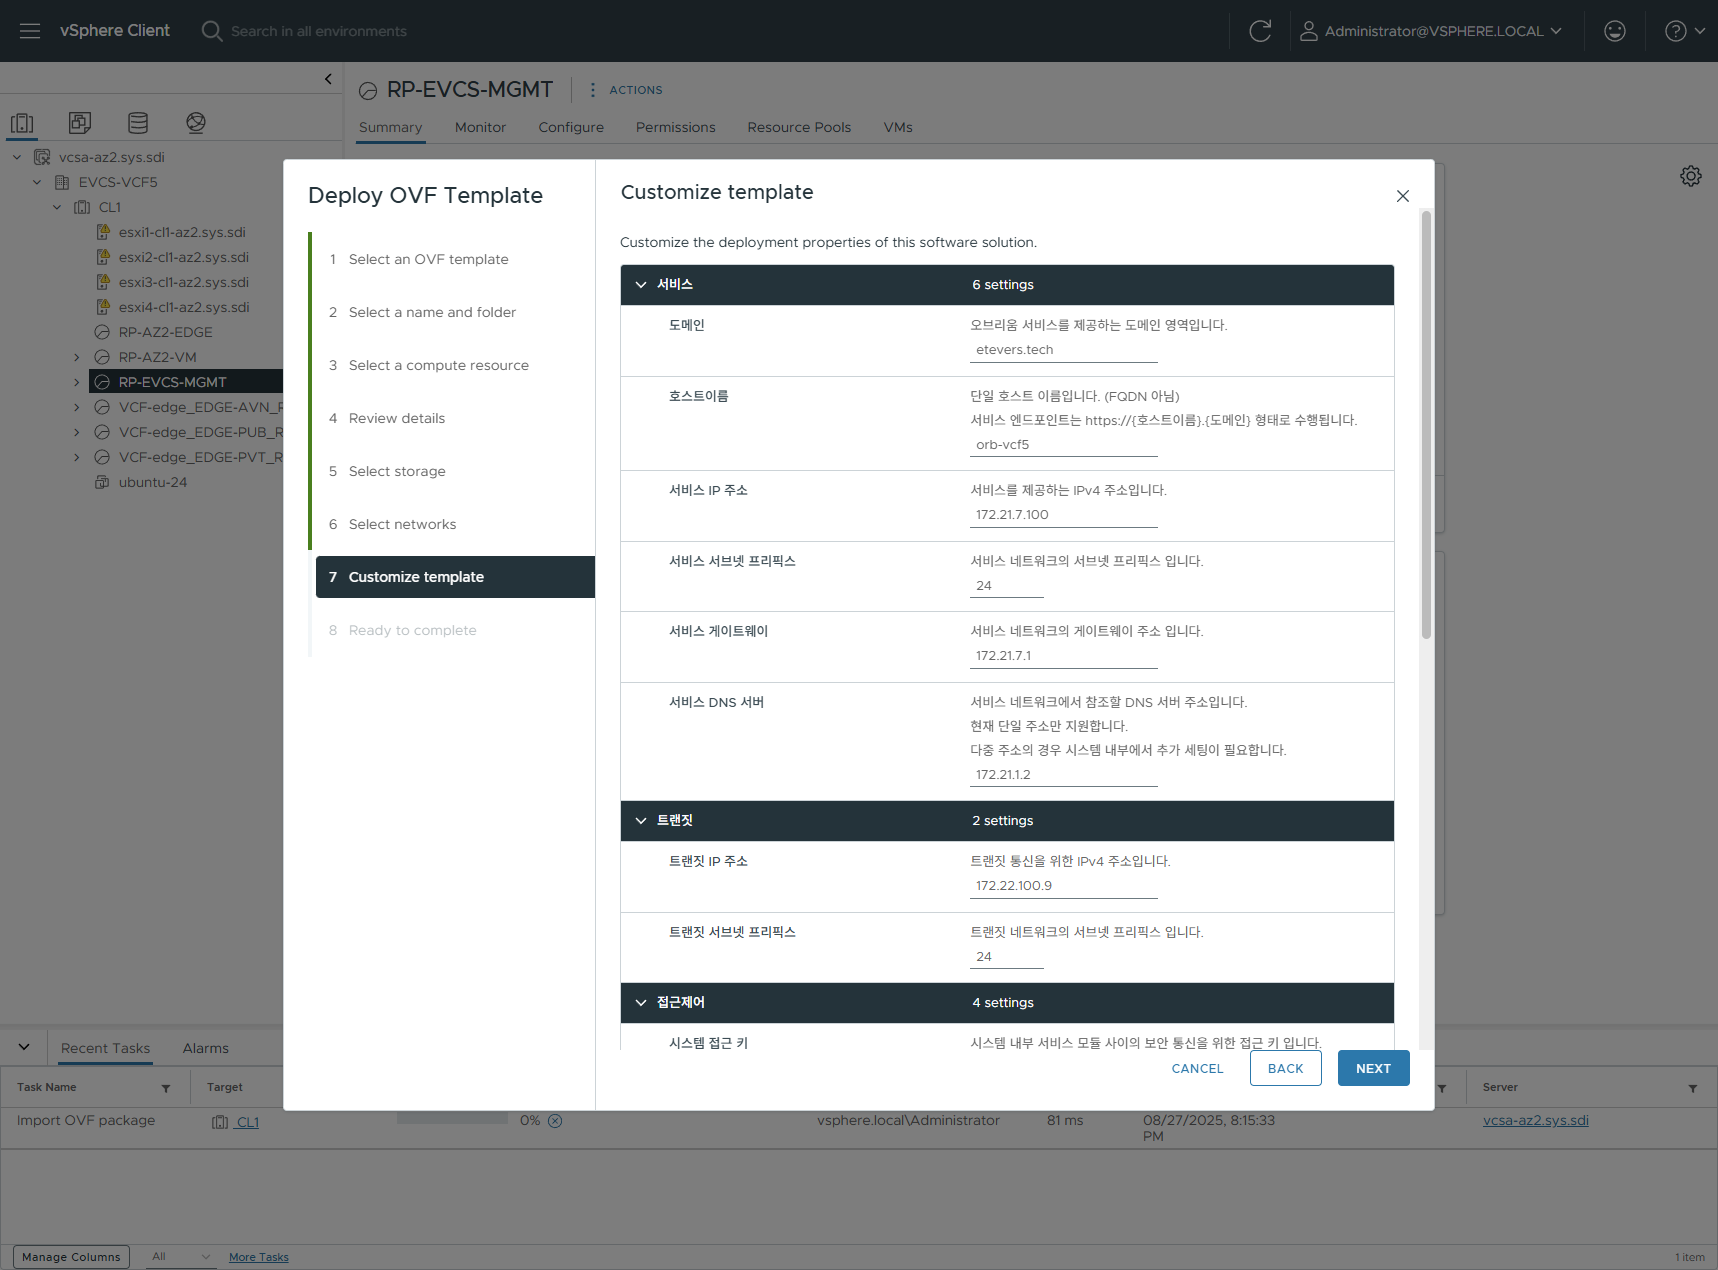 vSphere Client
Search in all environments
Administrator@VSPHERE.LOCAL
RP-EVCS-MGMT
ACTIONS
Summary
Monitor
Configure
Permissions
Resource Pools
VMs
vcsa-az2.sys.sdi
EVCS-VCF5
CL1
esxi1-cl1-az2.sys.sdi
esxi2-cl1-az2.sys.sdi
esxi3-cl1-az2.sys.sdi
esxi4-cl1-az2.sys.sdi
RP-AZ2-EDGE
RP-AZ2-VM
RP-EVCS-MGMT
VCF-edge_EDGE-AVN_R
VCF-edge_EDGE-PUB_R
VCF-edge_EDGE-PVT_R
ubuntu-24
Deploy OVF Template
1 Select an OVF template
2 Select a name and folder
3 Select a compute resource
4 Review details
5 Select storage
6 Select networks
7 Customize template
8 Ready to complete
Customize template
Customize the deployment properties of this software solution.
서비스 6 settings
도메인
오브리움 서비스를 제공하는 도메인 영역입니다.
etevers.tech
호스트이름
단일 호스트 이름입니다. (FQDN 아님)
서비스 엔드포인트는 https://{호스트이름}.{도메인} 형태로 수행됩니다.
orb-vcf5
서비스 IP 주소
서비스를 제공하는 IPv4 주소입니다.
172.21.7.100
서비스 서브넷 프리픽스
서비스 네트워크의 서브넷 프리픽스 입니다.
24
서비스 게이트웨이
서비스 네트워크의 게이트웨이 주소 입니다.
172.21.7.1
서비스 DNS 서버
서비스 네트워크에서 참조할 DNS 서버 주소입니다.
현재 단일 주소만 지원합니다.
다중 주소의 경우 시스템 내부에서 추가 세팅이 필요합니다.
172.21.1.2
트랜짓 2 settings
트랜짓 IP 주소
트랜짓 통신을 위한 IPv4 주소입니다.
172.22.100.9
트랜짓 서브넷 프리픽스
트랜짓 네트워크의 서브넷 프리픽스 입니다.
24
접근제어 4 settings
시스템 접근 키
시스템 내부 서비스 모듈 사이의 보안 통신을 위한 접근 키 입니다.
CANCEL
BACK
NEXT
Recent Tasks
Alarms
Task Name
Target
Server
Import OVF package
CL1
0%
vsphere.local\Administrator
81 ms
08/27/2025, 8:15:33
PM
vcsa-az2.sys.sdi
Manage Columns
All
More Tasks
1 item